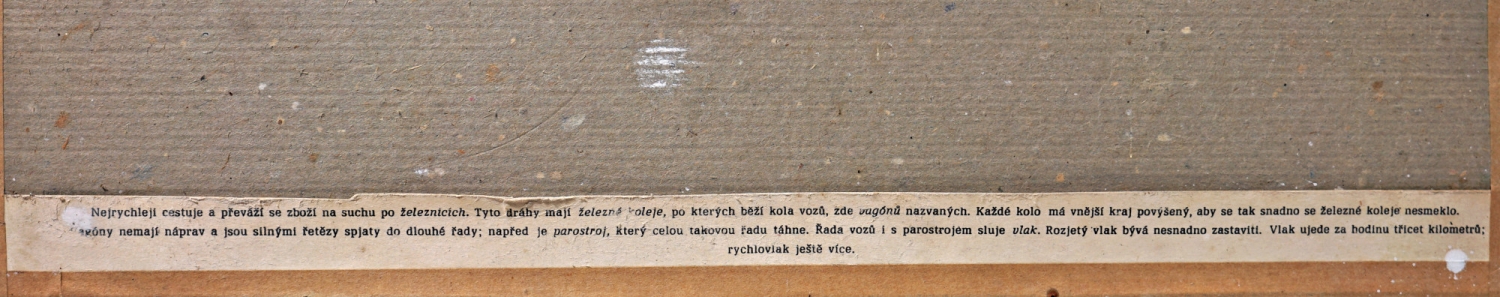 Nejrychleji cestuje a převáží se zboží na suchu po železnicích. Tyto dráhy mají železné koleje, po kterých běží kola vozů, zde vagónů nazvaných. Každé kolo má vnější kraj povýšený, aby se tak snadno se železné koleje nesmeklo.
Vagóny nemají náprav a jsou silnými řetězy spjaty do dlouhé řady; napřed je parostroj, který celou takovou řadu táhne. Řada vozů i s parostrojem sluje vlak. Rozjetý vlak bývá nesnadno zastaviti. Vlak ujede za hodinu třicet kilometrů;
rychlovlak ještě více.